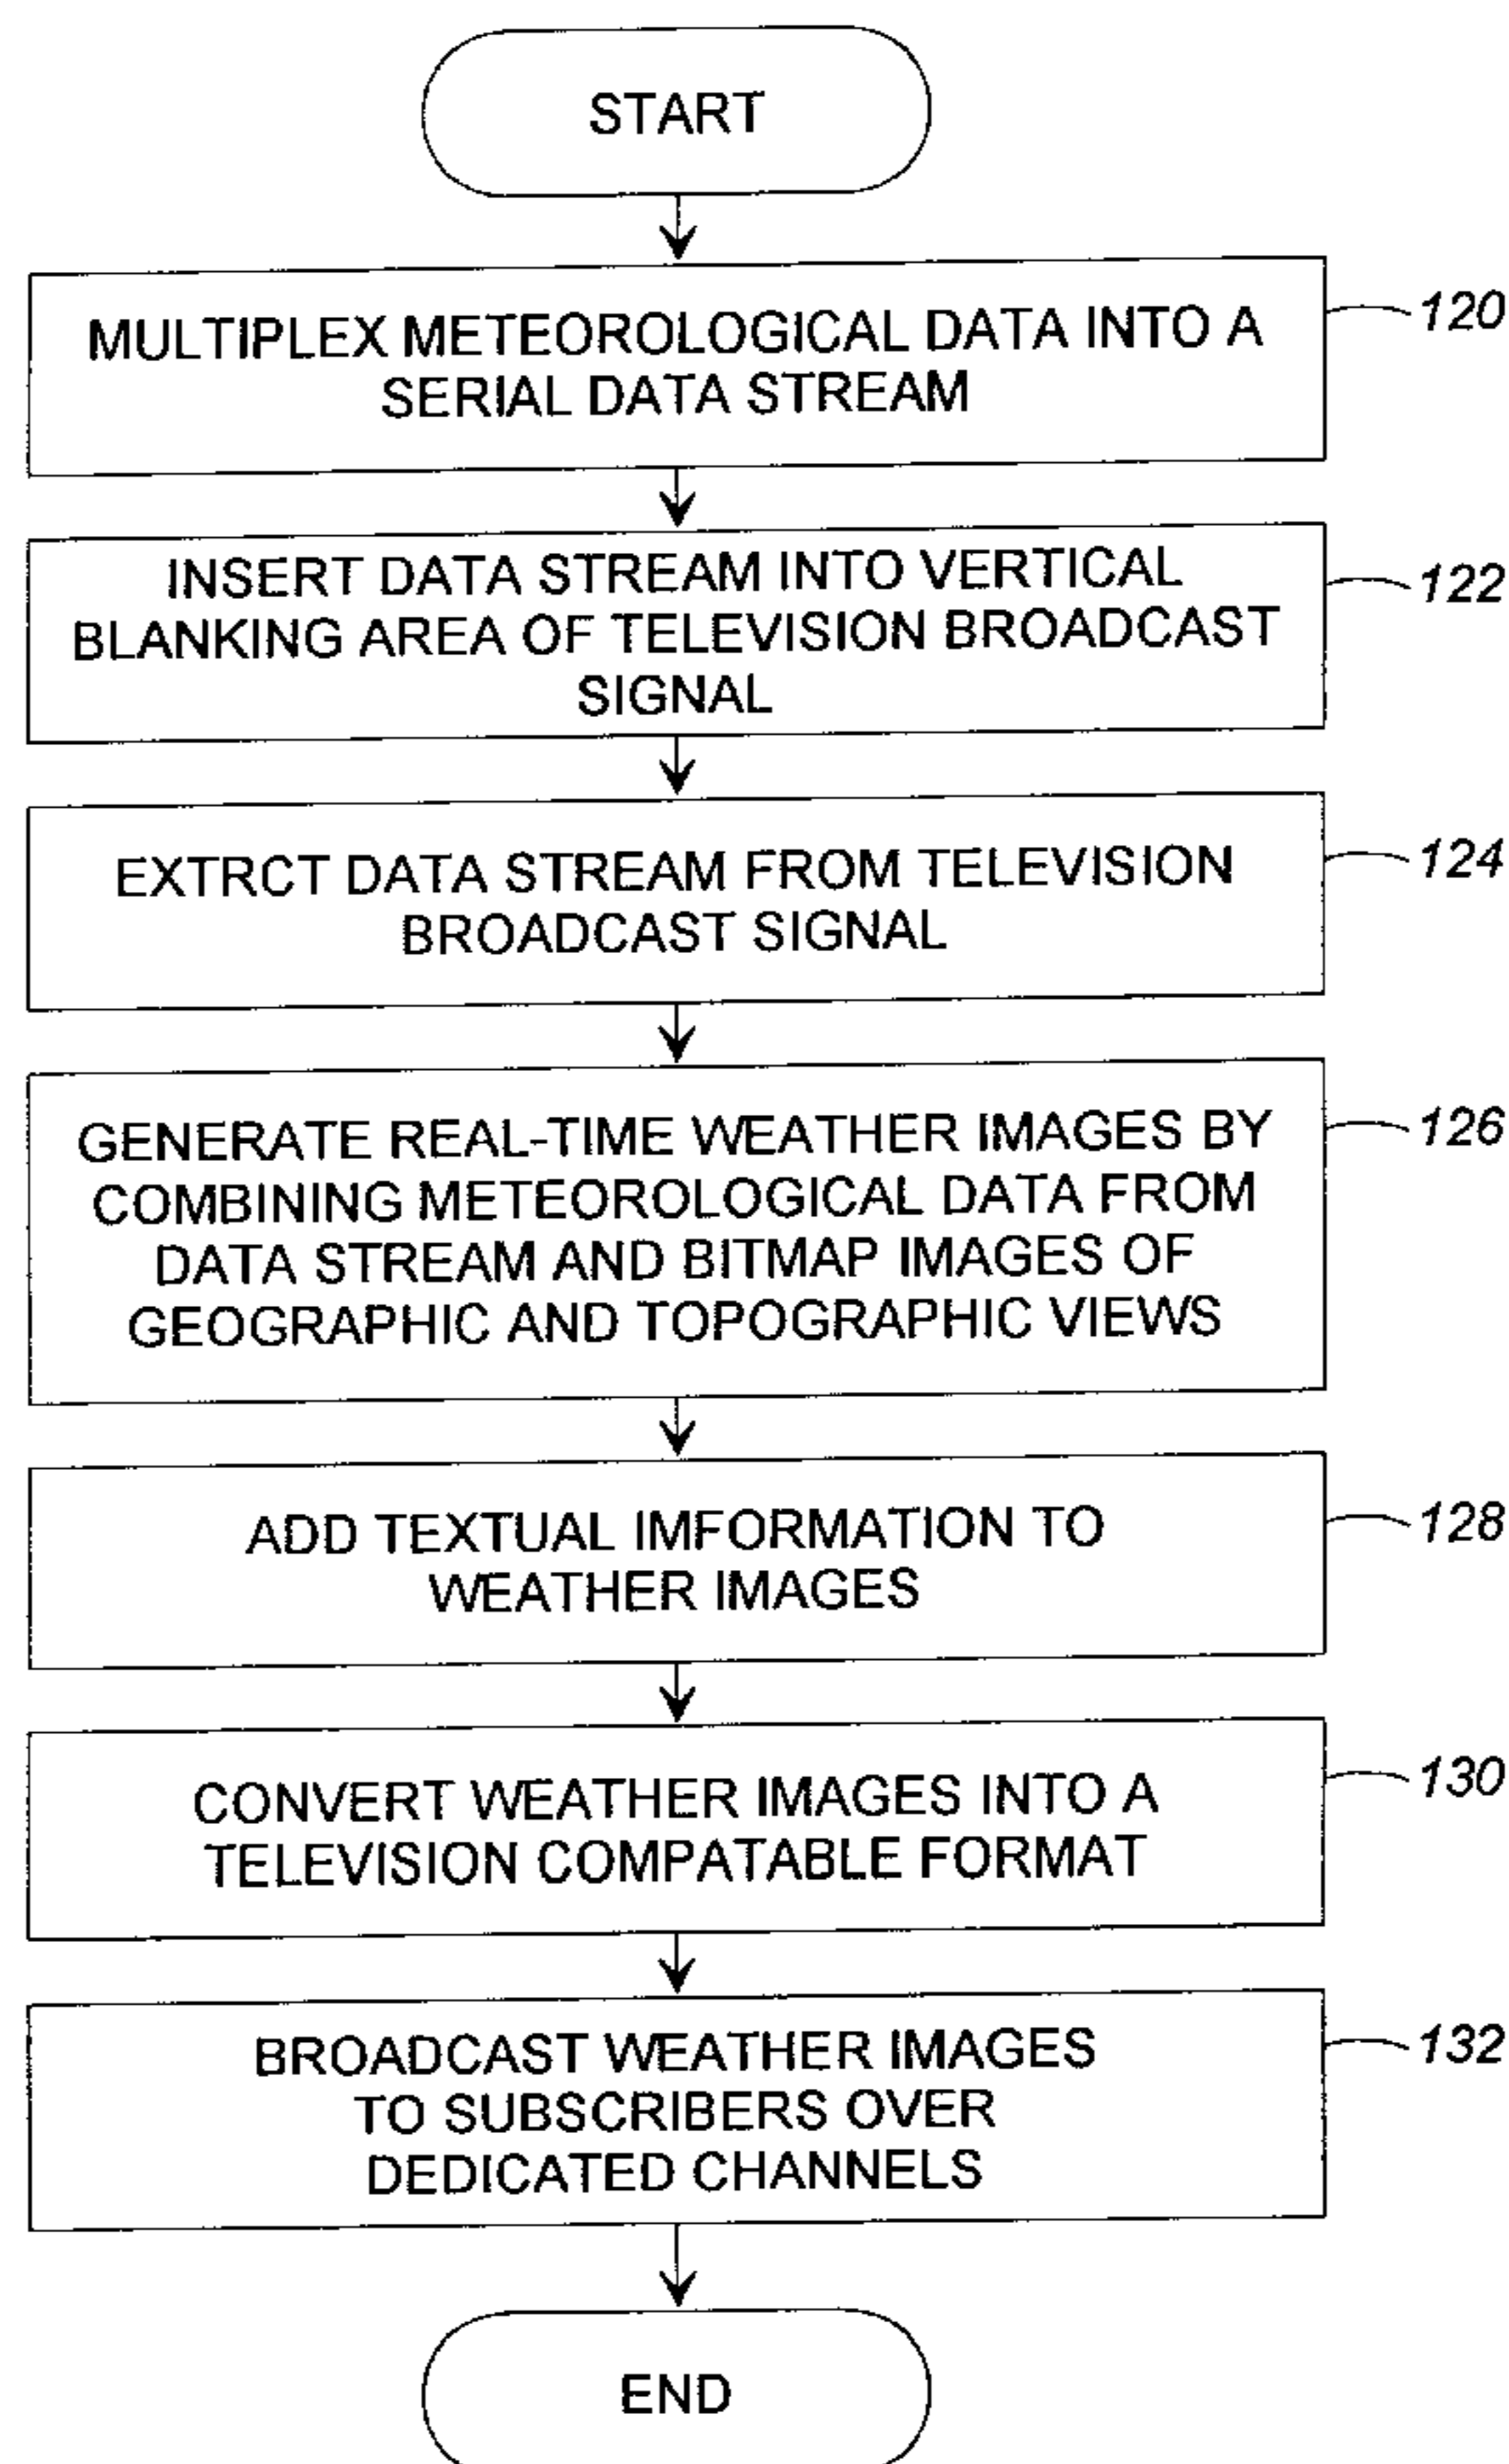 START
MULTIPLEX METEOROLOGICAL DATA INTO A
SERIAL DATA STREAM
120
INSERT DATA STREAM INTO VERTICAL
BLANKING AREA OF TELEVISION BROADCAST
SIGNAL
122
EXTRCT DATA STREAM FROM TELEVISION
BROADCAST SIGNAL
124
GENERATE REAL-TIME WEATHER IMAGES BY
COMBINING METEOROLOGICAL DATA FROM
DATA STREAM AND BITMAP IMAGES OF
GEOGRAPHIC AND TOPOGRAPHIC VIEWS
126
ADD TEXTUAL IMFORMATION TO
WEATHER IMAGES
128
CONVERT WEATHER IMAGES INTO A
TELEVISION COMPATABLE FORMAT
130
BROADCAST WEATHER IMAGES
TO SUBSCRIBERS OVER
DEDICATED CHANNELS
132
END